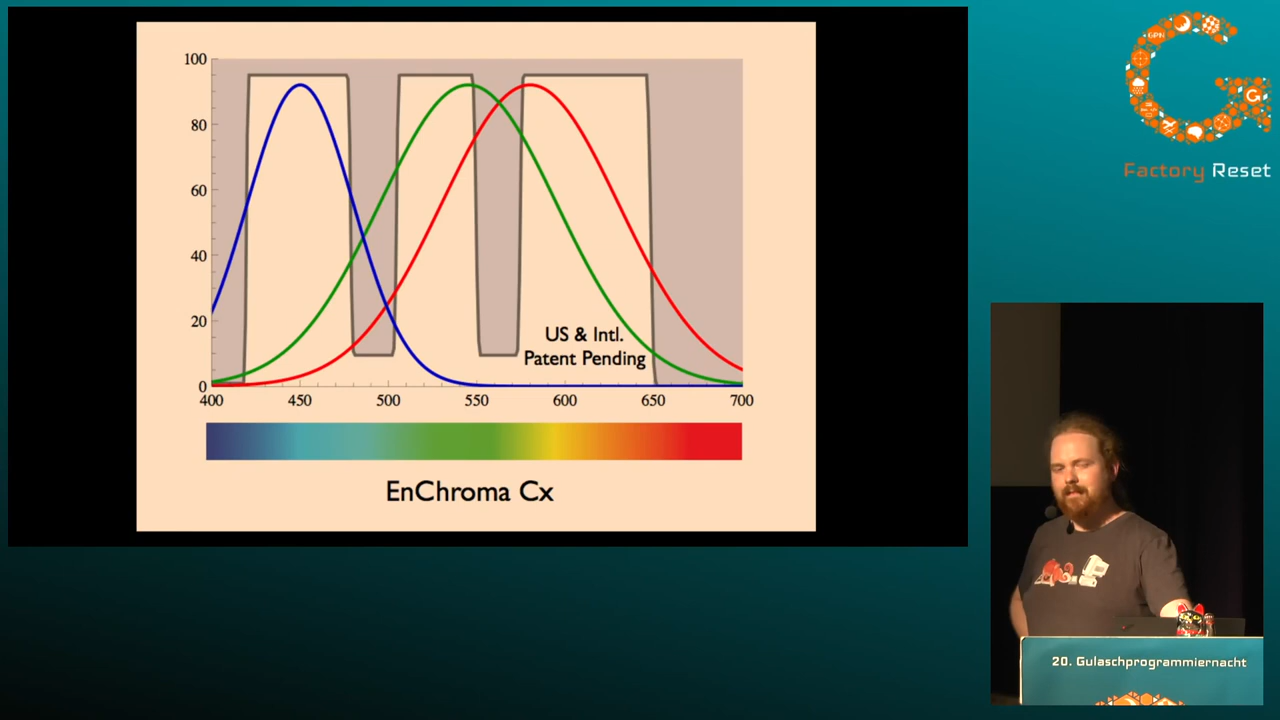 100
80
60
40
20
0
400 450 500 550 600 650 700
US & Intl.
Patent Pending
EnChroma Cx
GPN
Factory Reset
20. Gulaschprogrammiernacht